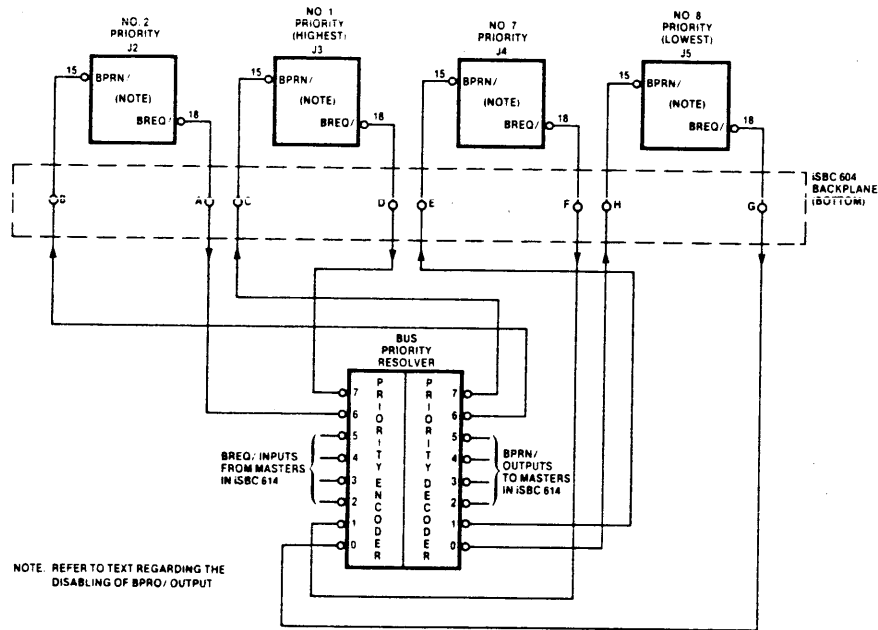 NO. 2
PRIORITY
J2
NO. 1
PRIORITY
(HIGHEST)
J3
NO 7
PRIORITY
J4
NO 8
PRIORITY
(LOWEST)
J5
15 BPRN/
(NOTE)
BREQ/ 18
15 BPRN/
(NOTE)
BREQ/ 18
15 BPRN/
(NOTE)
BREQ/ 18
15 BPRN/
(NOTE)
BREQ/ 18
B A C D E F H G
iSBC 604
BACKPLANE
(BOTTOM)
BUS
PRIORITY
RESOLVER
PRIORITY ENCODER
PRIORITY DECODER
7 7
6 6
5 5
4 4
3 3
2 2
1 1
0 0
BREQ/ INPUTS
FROM MASTERS
IN iSBC 614
BPRN/
OUTPUTS
TO MASTERS
IN iSBC 614
NOTE. REFER TO TEXT REGARDING THE
DISABLING OF BPRO/ OUTPUT